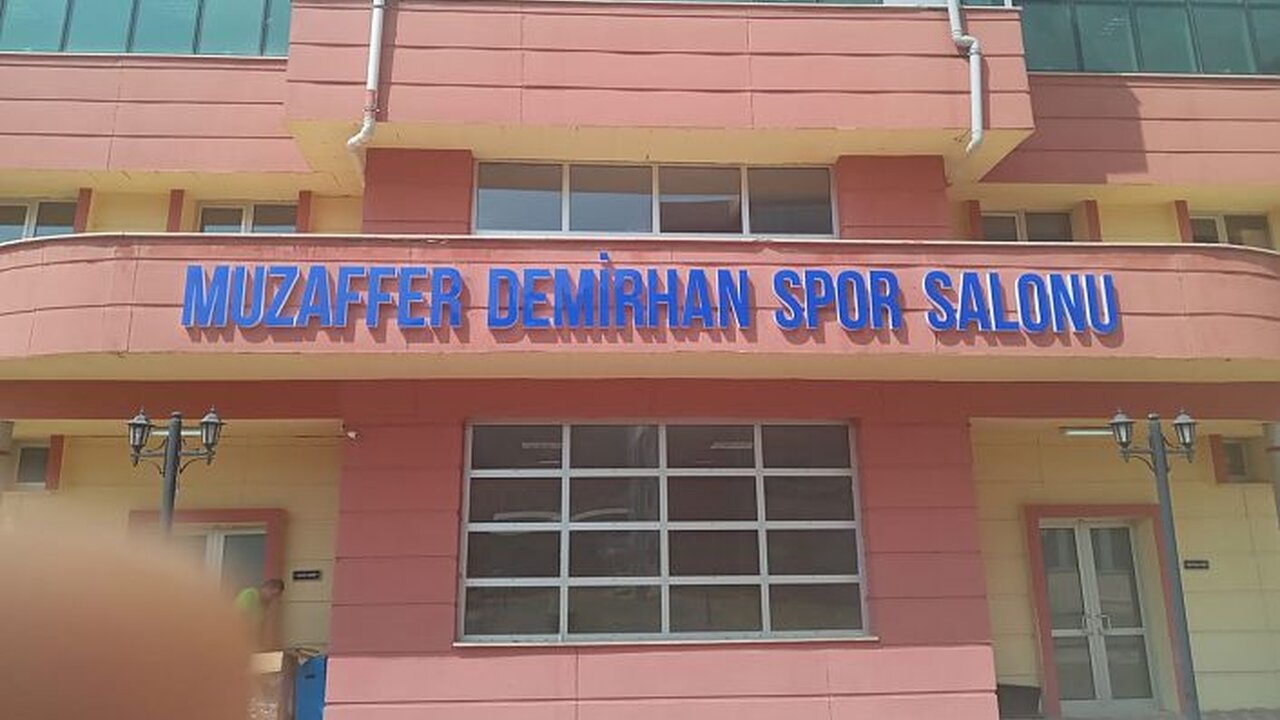 MUZAFFER DEMİRHAN SPOR SALONU